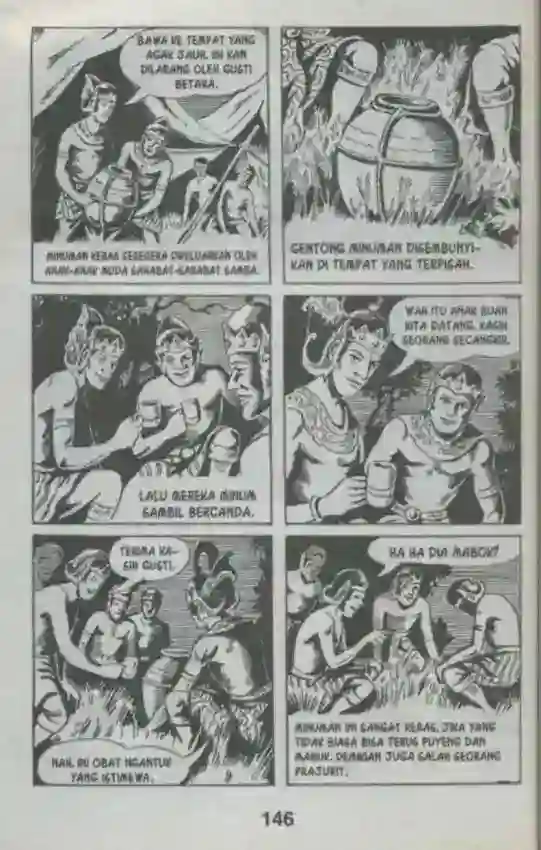 BAWA KE TEMPAT YANG
AGAK JAUH. INI KAN
DILARANG OLEH GUSTI
BETARA.
MINUMAN KERAS SEGERA DIKELUARKAN OLEH
ANAK-ANAK MUDA SAHABAT-SAHABAT SAMBA.
GENTONG MINUMAN DISEMBUNYI-
KAN DI TEMPAT YANG TERPISAH.
LALU MEREKA MINUM
SAMBIL BERCANDA.
WAH ITU ANAK BUAH
KITA DATANG. KASIH
SEORANG SECANGKIR.
TERIMA KA-
SIH GUSTI.
NAH, INI OBAT NGANTUK
YANG ISTIMEWA.
HA HA DIA MABOK?
MINUMAN INI SANGAT KERAS. JIKA YANG
TIDAK BIASA BISA TERUS PUYENG DAN
MABUK. DEMIKIAN JUGA SALAH SEORANG
PRAJURIT.
146